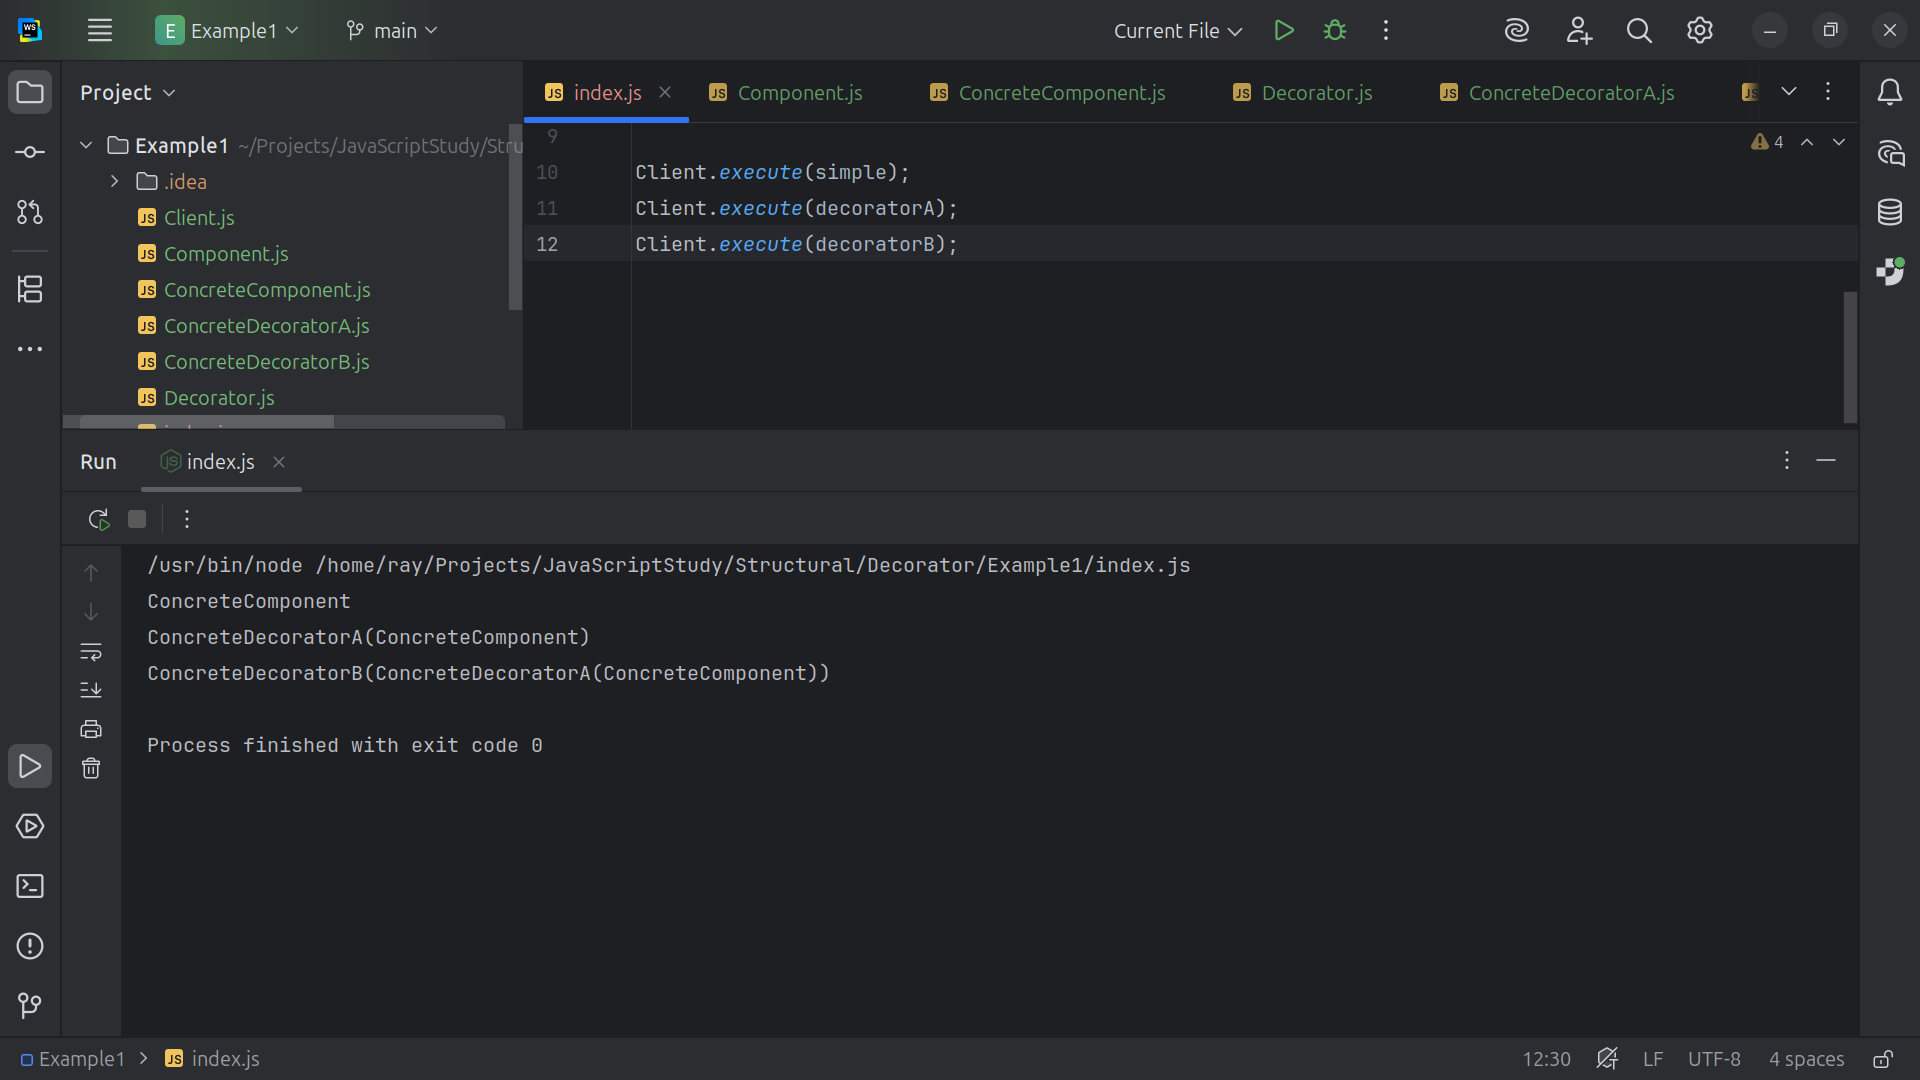 WS
E Example1
main
Current File
Project
index.js
Component.js
ConcreteComponent.js
Decorator.js
ConcreteDecoratorA.js
Example1 ~/Projects/JavaScriptStudy/Stru
.idea
Client.js
Component.js
ConcreteComponent.js
ConcreteDecoratorA.js
ConcreteDecoratorB.js
Decorator.js
9
10 Client.execute(simple);
11 Client.execute(decoratorA);
12 Client.execute(decoratorB);
4
Run
index.js
/usr/bin/node /home/ray/Projects/JavaScriptStudy/Structural/Decorator/Example1/index.js
ConcreteComponent
ConcreteDecoratorA(ConcreteComponent)
ConcreteDecoratorB(ConcreteDecoratorA(ConcreteComponent))
Process finished with exit code 0
Example1
index.js
12:30
LF
UTF-8
4 spaces